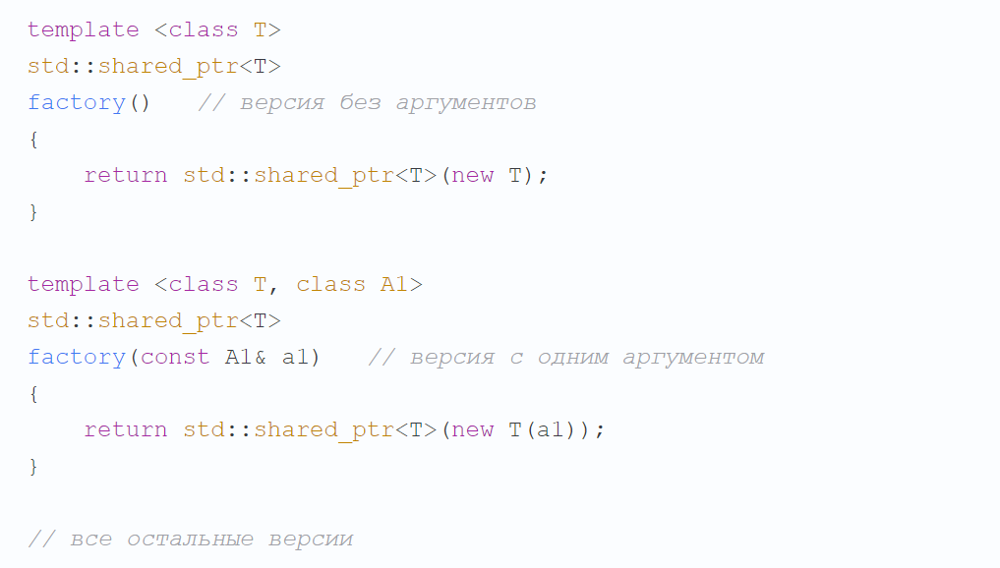 template <class T>
std::shared_ptr<T>
factory()   // версия без аргументов
{
    return std::shared_ptr<T>(new T);
}

template <class T, class A1>
std::shared_ptr<T>
factory(const A1& a1)   // версия с одним аргументом
{
    return std::shared_ptr<T>(new T(a1));
}

// все остальные версии